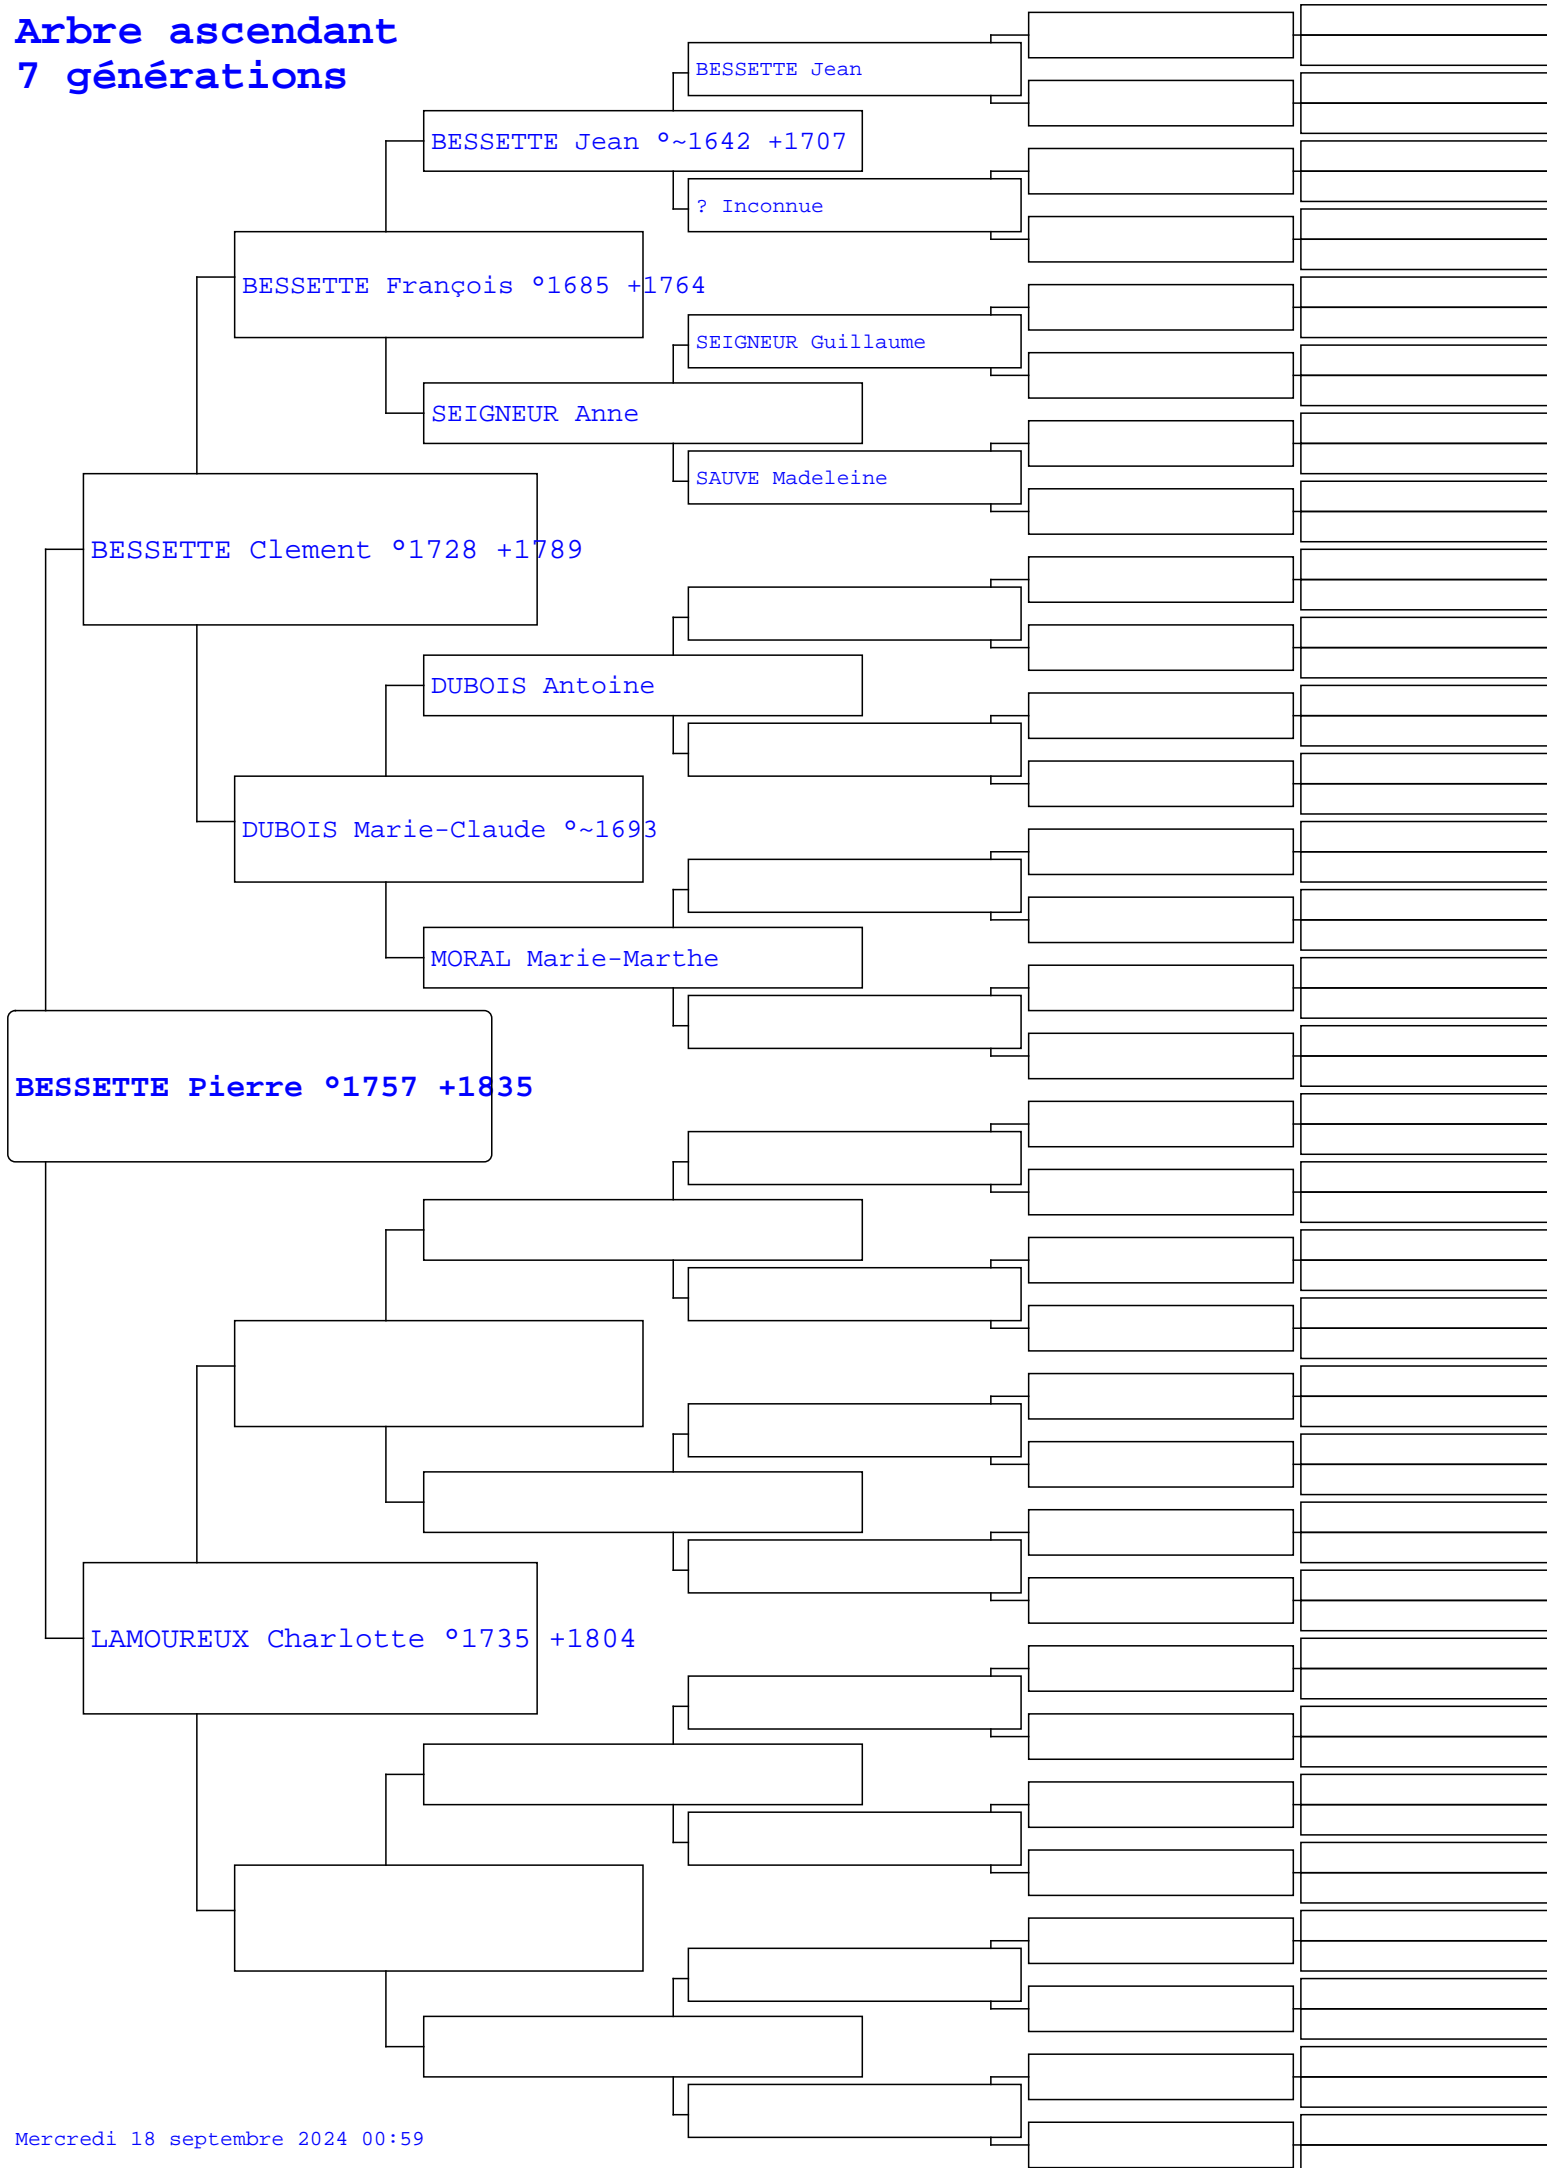 Arbre ascendant
7 générations
BESSETTE Jean
BESSETTE Jean °~1642 +1707
? Inconnue
BESSETTE François °1685 +1764
SEIGNEUR Guillaume
SEIGNEUR Anne
SAUVE Madeleine
BESSETTE Clement °1728 +1789
DUBOIS Antoine
DUBOIS Marie-Claude °~1693
MORAL Marie-Marthe
BESSETTE Pierre °1757 +1835
LAMOUREUX Charlotte °1735 +1804
Mercredi 18 septembre 2024 00:59